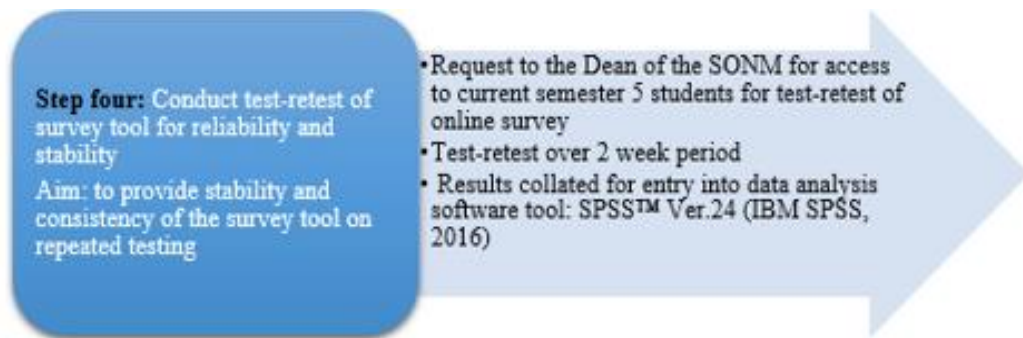 Step four: Conduct test-retest of
survey tool for reliability and
stability
Aim: to provide stability and
consistency of the survey tool on
repeated testing
•Request to the Dean of the SONM for access
to current semester 5 students for test-retest of
online survey
•Test-retest over 2 week period
• Results collated for entry into data analysis
software tool: SPSS™ Ver.24 (IBM SPSS,
2016)